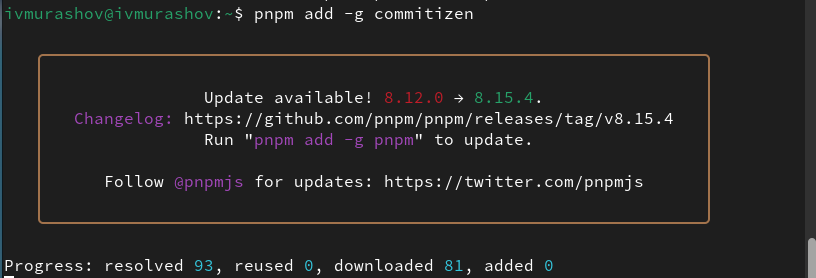 ivmurashov@ivmurashov:~$ pnpm add -g commitizen
Update available! 8.12.0 → 8.15.4.
Changelog: https://github.com/pnpm/pnpm/releases/tag/v8.15.4
Run "pnpm add -g pnpm" to update.
Follow @pnpmjs for updates: https://twitter.com/pnpmjs
Progress: resolved 93, reused 0, downloaded 81, added 0